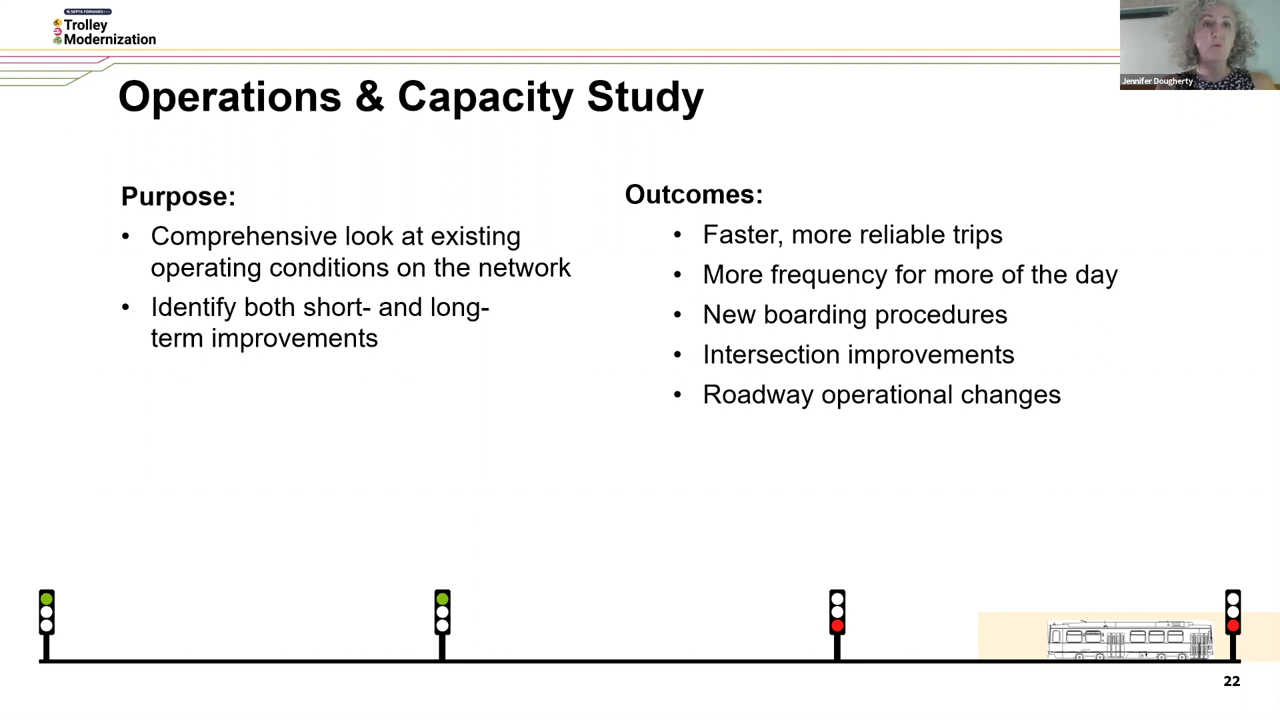 SEPTA FORWARD
Trolley
Modernization
Jennifer Dougherty
Operations & Capacity Study
Purpose:
• Comprehensive look at existing
operating conditions on the network
• Identify both short- and long-
term improvements
Outcomes:
• Faster, more reliable trips
• More frequency for more of the day
• New boarding procedures
• Intersection improvements
• Roadway operational changes
22